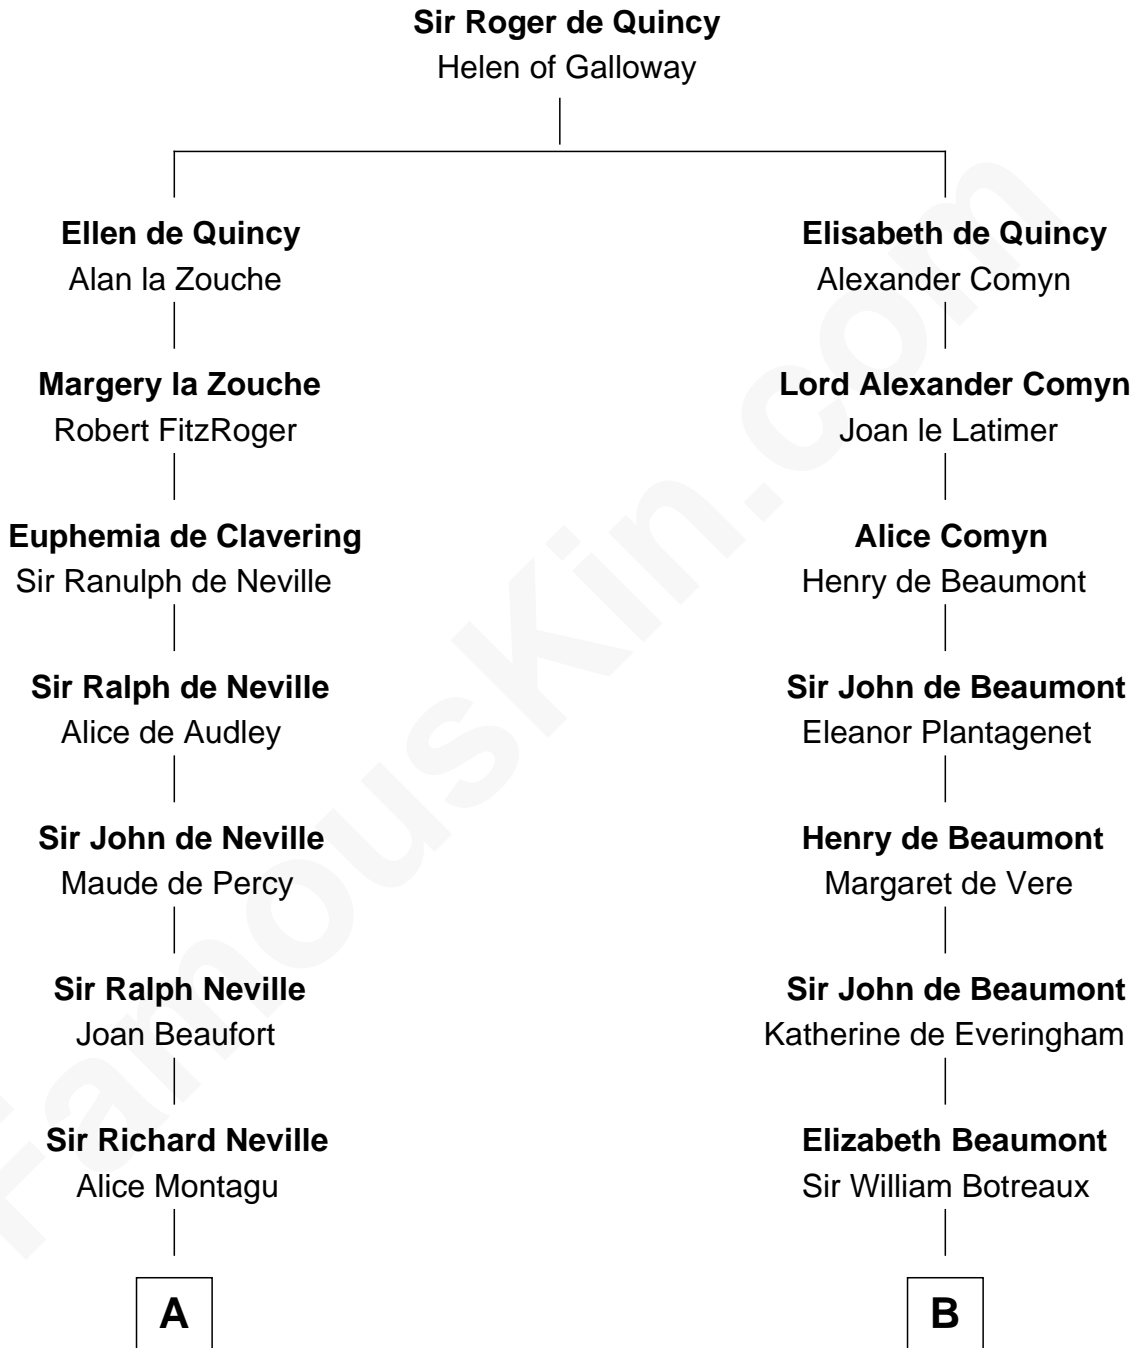 Sir Roger de Quincy
Helen of Galloway
Ellen de Quincy
Alan la Zouche
Elisabeth de Quincy
Alexander Comyn
Margery la Zouche
Robert FitzRoger
Lord Alexander Comyn
Joan le Latimer
Euphemia de Clavering
Sir Ranulph de Neville
Alice Comyn
Henry de Beaumont
Sir Ralph de Neville
Alice de Audley
Sir John de Beaumont
Eleanor Plantagenet
Sir John de Neville
Maude de Percy
Henry de Beaumont
Margaret de Vere
Sir Ralph Neville
Joan Beaufort
Sir John de Beaumont
Katherine de Everingham
Sir Richard Neville
Alice Montagu
Elizabeth Beaumont
Sir William Botreaux
A
B
FamousKin.com